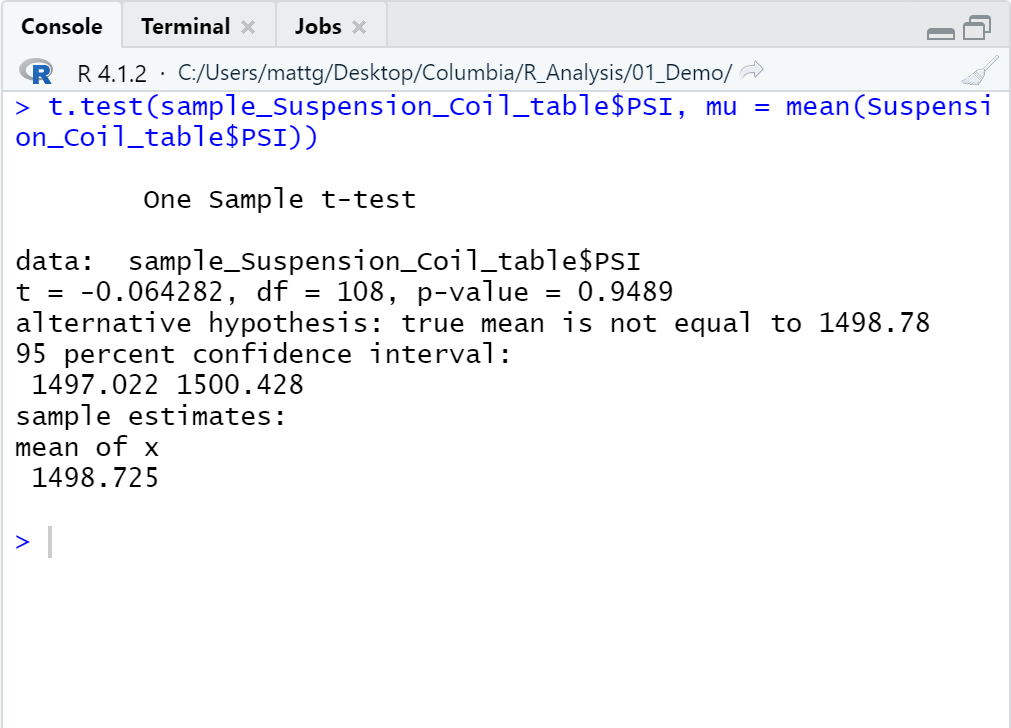 Console Terminal Jobs
R R 4.1.2 · C:/Users/mattg/Desktop/Columbia/R_Analysis/01_Demo/
> t.test(sample_Suspension_Coil_table$PSI, mu = mean(Suspensi
on_Coil_table$PSI))
One Sample t-test
data:  sample_Suspension_Coil_table$PSI
t = -0.064282, df = 108, p-value = 0.9489
alternative hypothesis: true mean is not equal to 1498.78
95 percent confidence interval:
1497.022 1500.428
sample estimates:
mean of x
1498.725
>